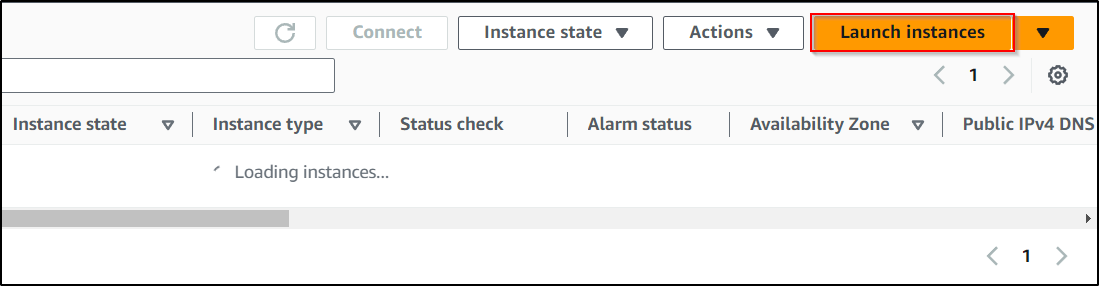 Connect Instance state Actions Launch instances
1
Instance state Instance type Status check Alarm status Availability Zone Public IPv4 DNS
Loading instances...
1